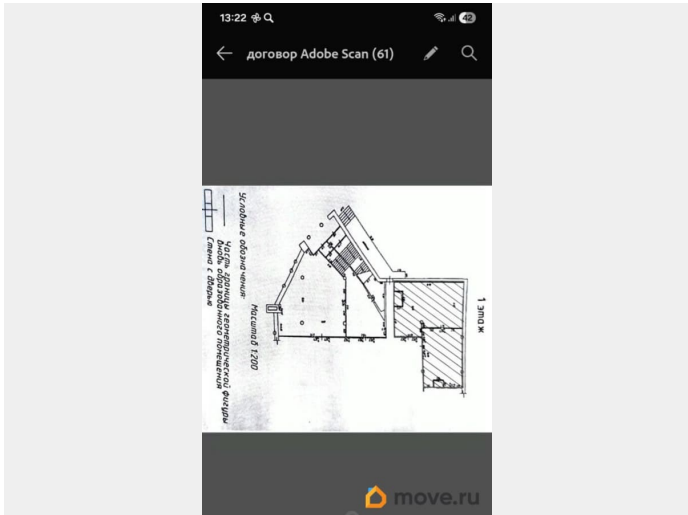 13:22
42
договор Adobe Scan (61)
1 этаж
Масштаб 1:200
Условные обозначения:
Часть границы геометрической фигуры
вновь образованного помещения
Стена с дверью
move.ru